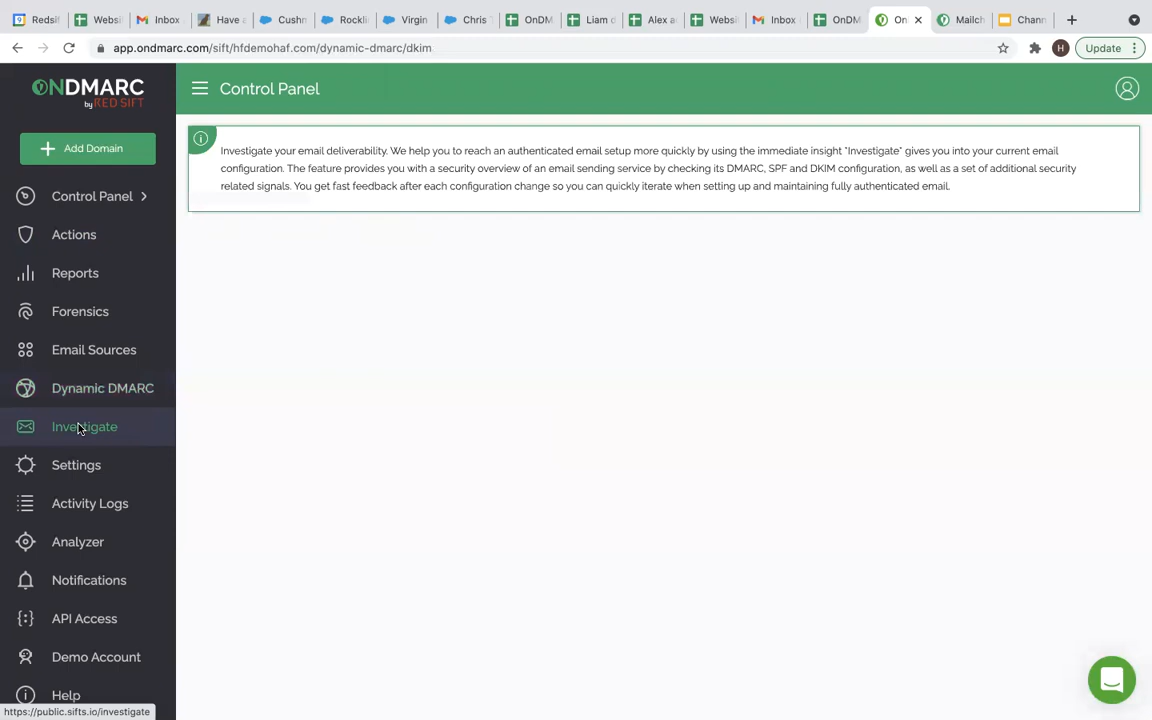 Redsif
Websi
Inbox
Have a
Cushn
Rockli
Virgin
Chris T
OnDM
Liam d
Alex a
Websi
Inbox
OnDM
On
Mailch
Chann
app.ondmarc.com/sift/hfdemohaf.com/dynamic-dmarc/dkim
H
Update
ONDMARC
by RED SIFT
Control Panel
Add Domain
Investigate your email deliverability. We help you to reach an authenticated email setup more quickly by using the immediate insight "Investigate" gives you into your current email
configuration. The feature provides you with a security overview of an email sending service by checking its DMARC, SPF and DKIM configuration, as well as a set of additional security
related signals. You get fast feedback after each configuration change so you can quickly iterate when setting up and maintaining fully authenticated email.
Control Panel
Actions
Reports
Forensics
Email Sources
Dynamic DMARC
Investigate
Settings
Activity Logs
Analyzer
Notifications
API Access
Demo Account
Help
https://public.sifts.io/investigate